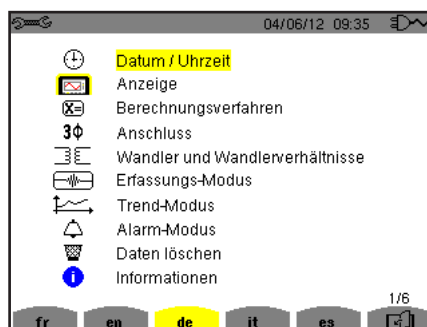 04/06/12 09:35
Datum / Uhrzeit
Anzeige
X= Berechnungsverfahren
3Φ Anschluss
Wandler und Wandlerverhältnisse
Erfassungs-Modus
Trend-Modus
Alarm-Modus
Daten löschen
i Informationen
1/6
fr en de it es